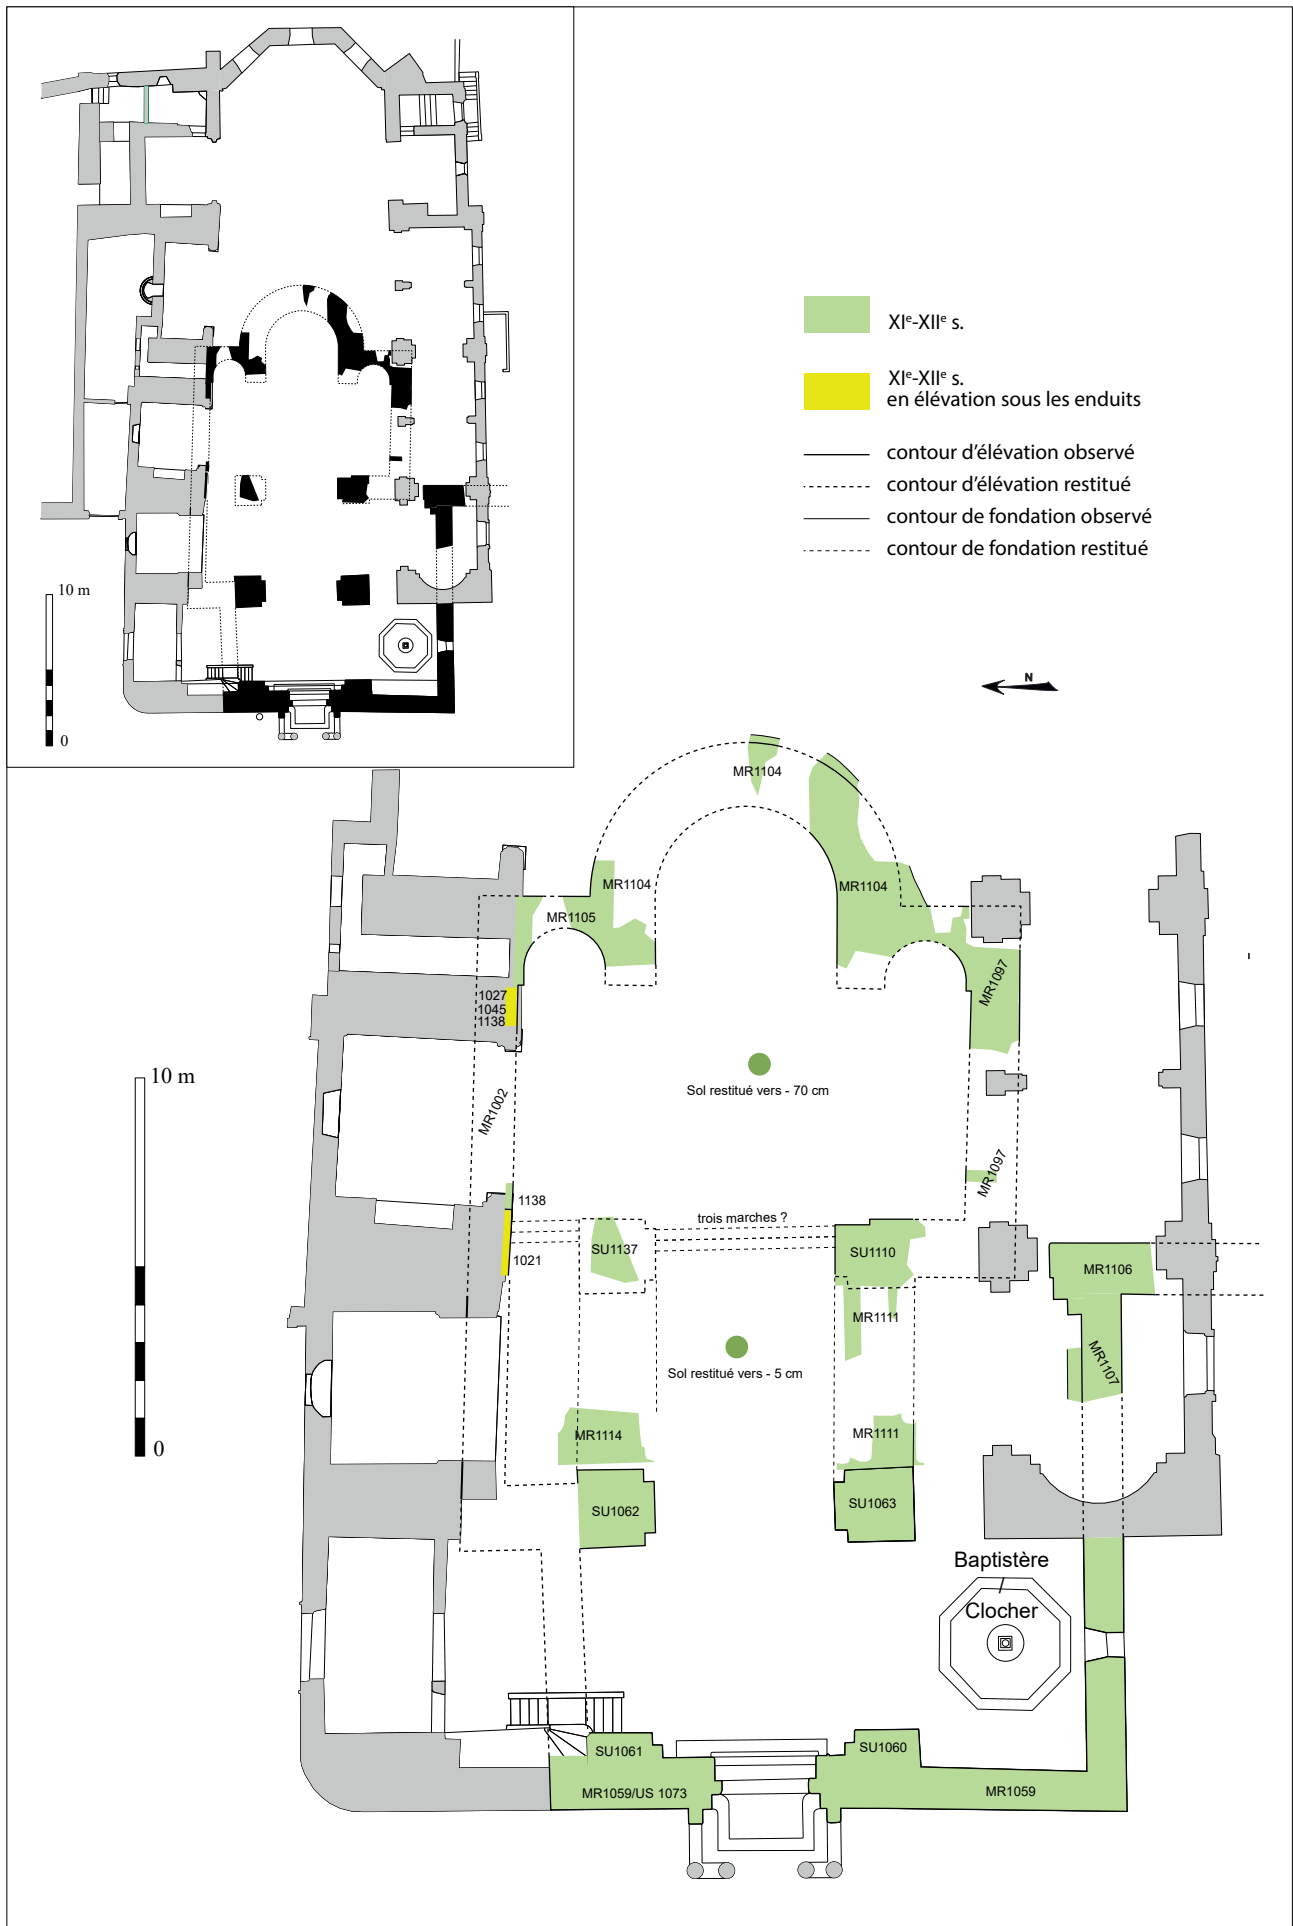 10 m
0
XIe-XIIe s.
XIe-XIIe s.
en élévation sous les enduits
contour d'élévation observé
contour d'élévation restitué
contour de fondation observé
contour de fondation restitué
N
MR1104
MR1104
MR1104
MR1105
MR1097
1027
1045
1138
10 m
Sol restitué vers - 70 cm
MR1002
MR1097
1138
trois marches ?
SU1137
SU1110
1021
MR1106
MR1111
MR1107
Sol restitué vers - 5 cm
MR1114
MR1111
0
SU1062
SU1063
Baptistère
Clocher
SU1061
SU1060
MR1059/US 1073
MR1059